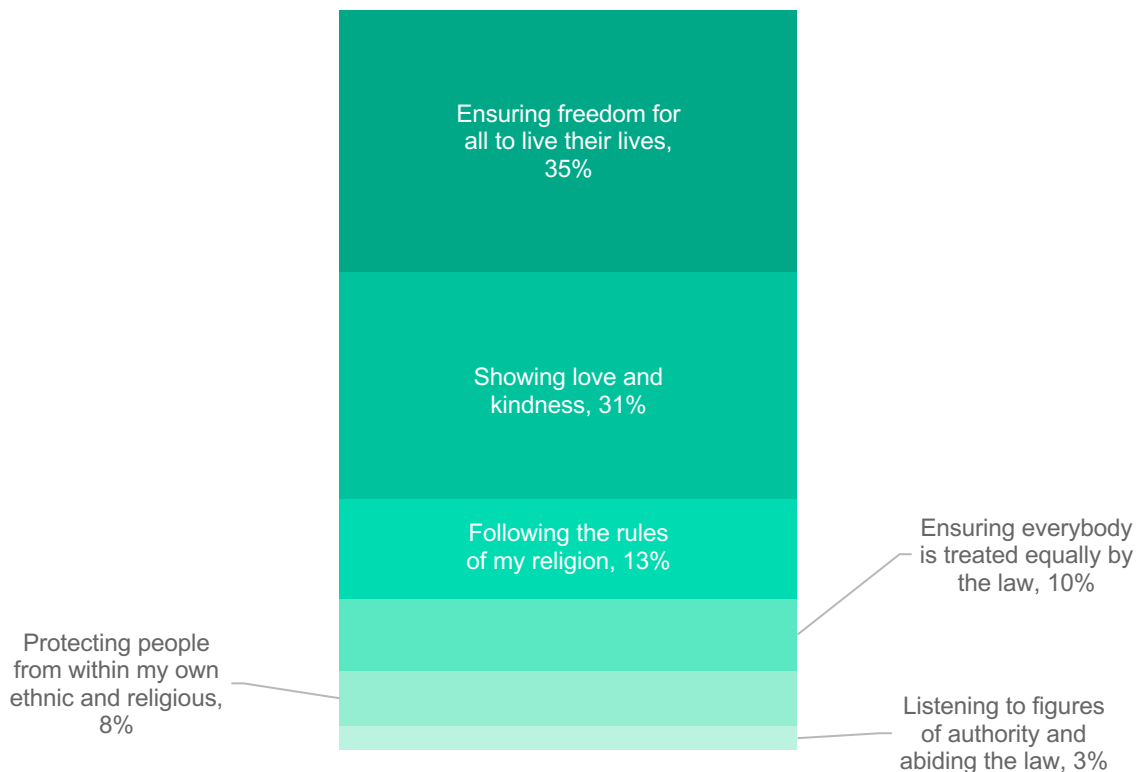 Ensuring freedom for
all to live their lives,
35%
Showing love and
kindness, 31%
Following the rules
of my religion, 13%
Ensuring everybody
is treated equally by
the law, 10%
Protecting people
from within my own
ethnic and religious,
8%
Listening to figures
of authority and
abiding the law, 3%